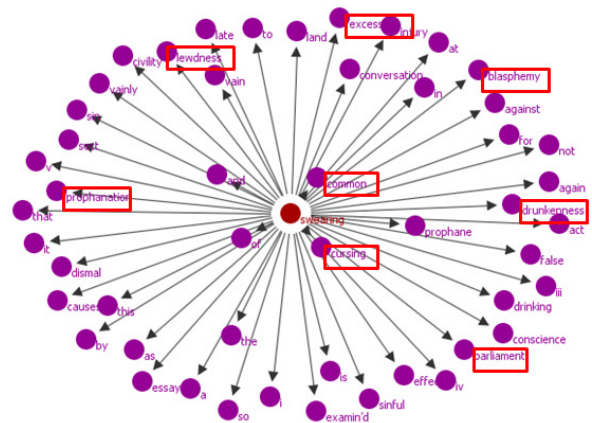 late
to
land
excess
injury
at
civility
lewdness
vain
conversation
in
blasphemy
vainly
against
sin
for
not
v
and
common
again
prophanation
that
swearing
drunkenness
act
prophane
it
of
cursing
false
dismal
iii
causes
this
drinking
conscience
by
as
the
parliament
is
essay
a
effec
iv
so
i
examin'd
sinful